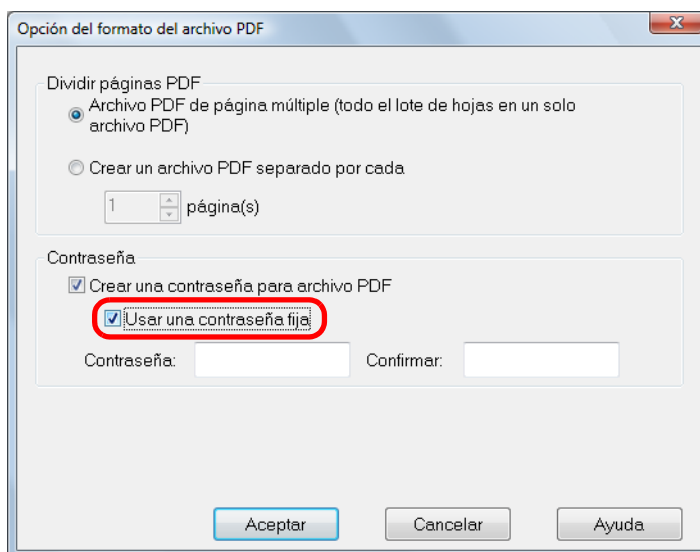 Opción del formato del archivo PDF
Dividir páginas PDF
Archivo PDF de página múltiple (todo el lote de hojas en un solo
archivo PDF)
Crear un archivo PDF separado por cada
1 página(s)
Contraseña
Crear una contraseña para archivo PDF
Usar una contraseña fija
Contraseña: Confirmar:
Aceptar Cancelar Ayuda